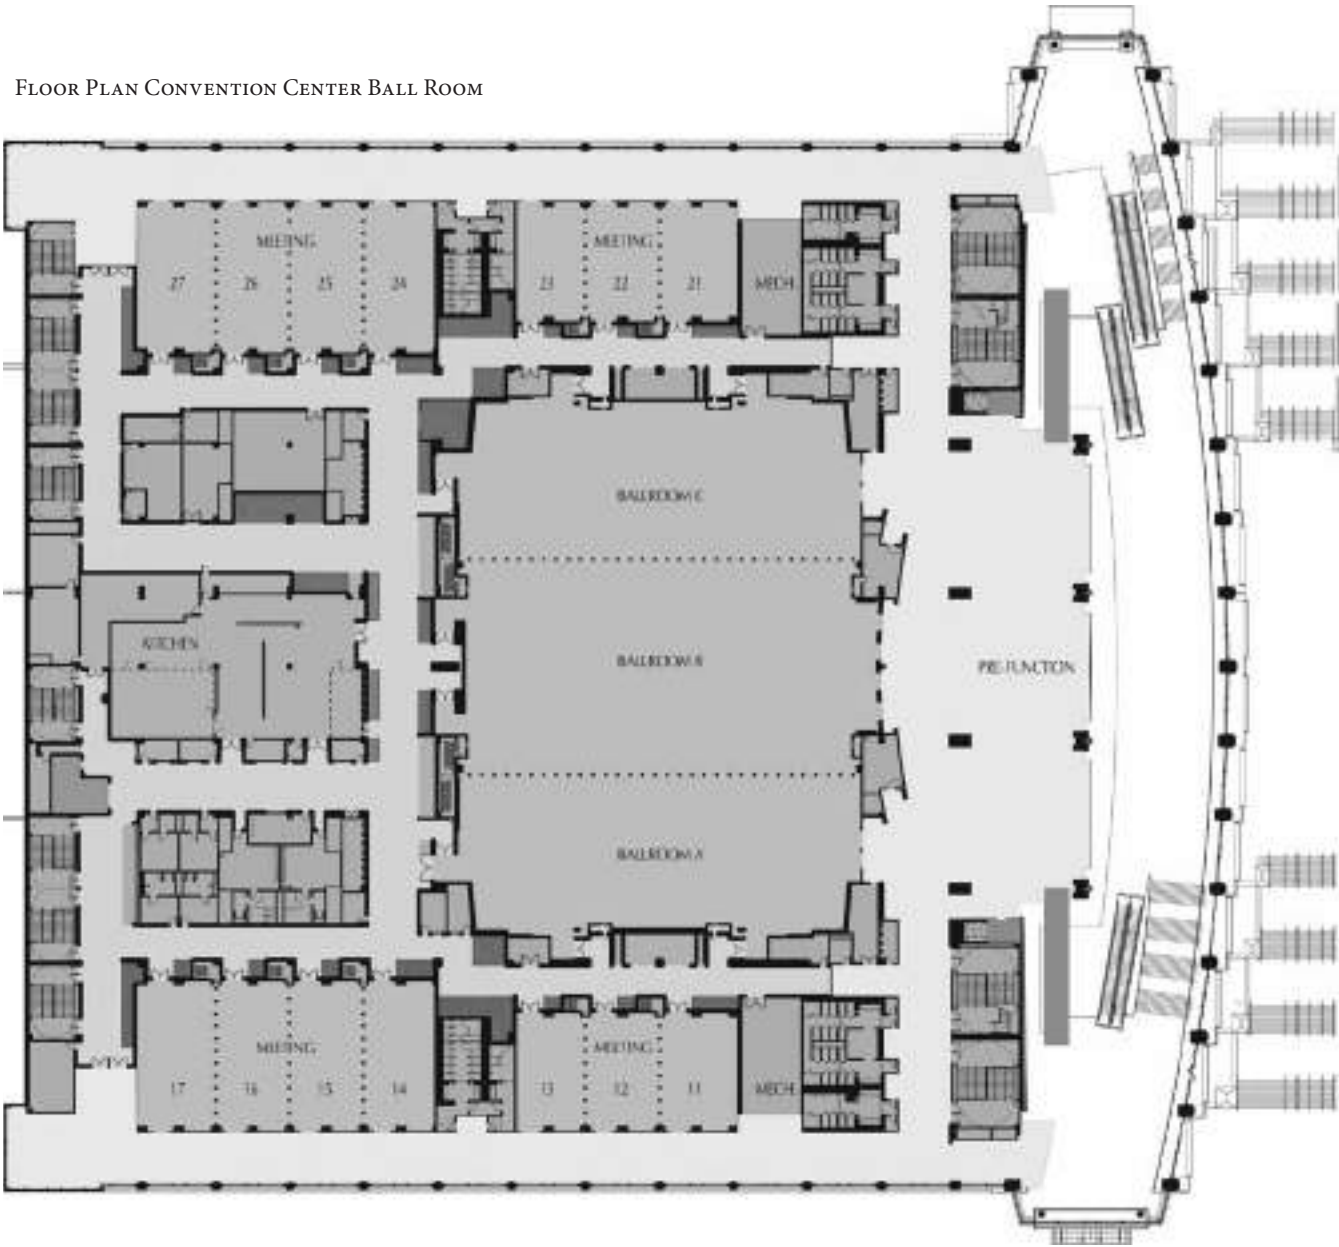 Floor Plan Convention Center Ball Room
MEETING
MEETING
27
26
25
24
23
22
21
MECH.
BALLROOM C
KITCHEN
BALLROOM B
PRE-FUNCTION
BALLROOM A
MEETING
MEETING
17
16
15
14
13
12
11
MECH.